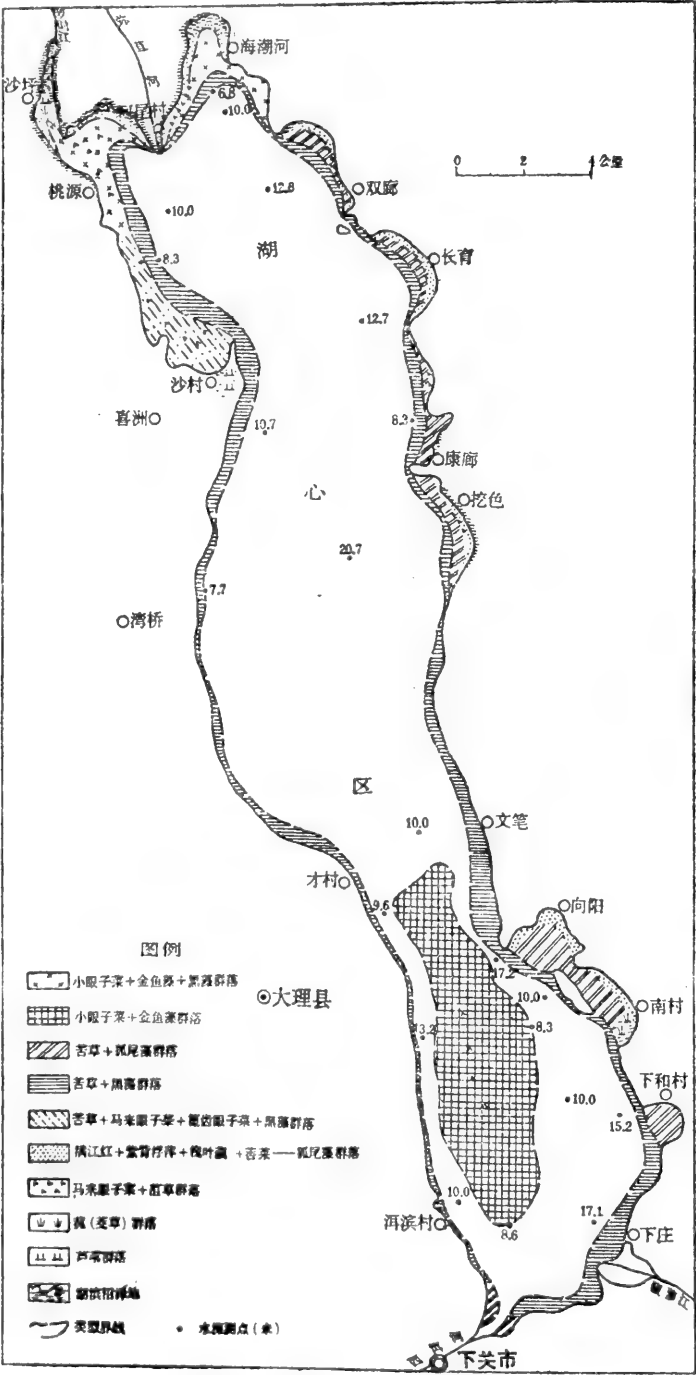 海潮河
沙坪
6.8
10.0
0 2 4公里
桃源
12.8
双廊
10.0
湖
长育
8.3
12.7
沙村
喜洲
10.7
8.3
康廊
心
挖色
20.7
7.7
湾桥
区
10.0
文笔
才村
9.6
向阳
图例
17.2
小眼子菜+金鱼藻+黑藻群落
大理县
10.0
南村
小眼子菜+金鱼藻群落
8.3
13.2
苦草+狐尾藻群落
下和村
苦草+黑藻群落
10.0
15.2
苦草+马来眼子菜+篦齿眼子菜+黑藻群落
满江红+紫背浮萍+槐叶蘋+荇菜——狐尾藻群落
马来眼子菜+苦草群落
10.0
17.1
菰(茭草)群落
洱滨村
8.6
下庄
芦苇群落
湖滨沼泽地
类型界线
水深测点(米)
下关市